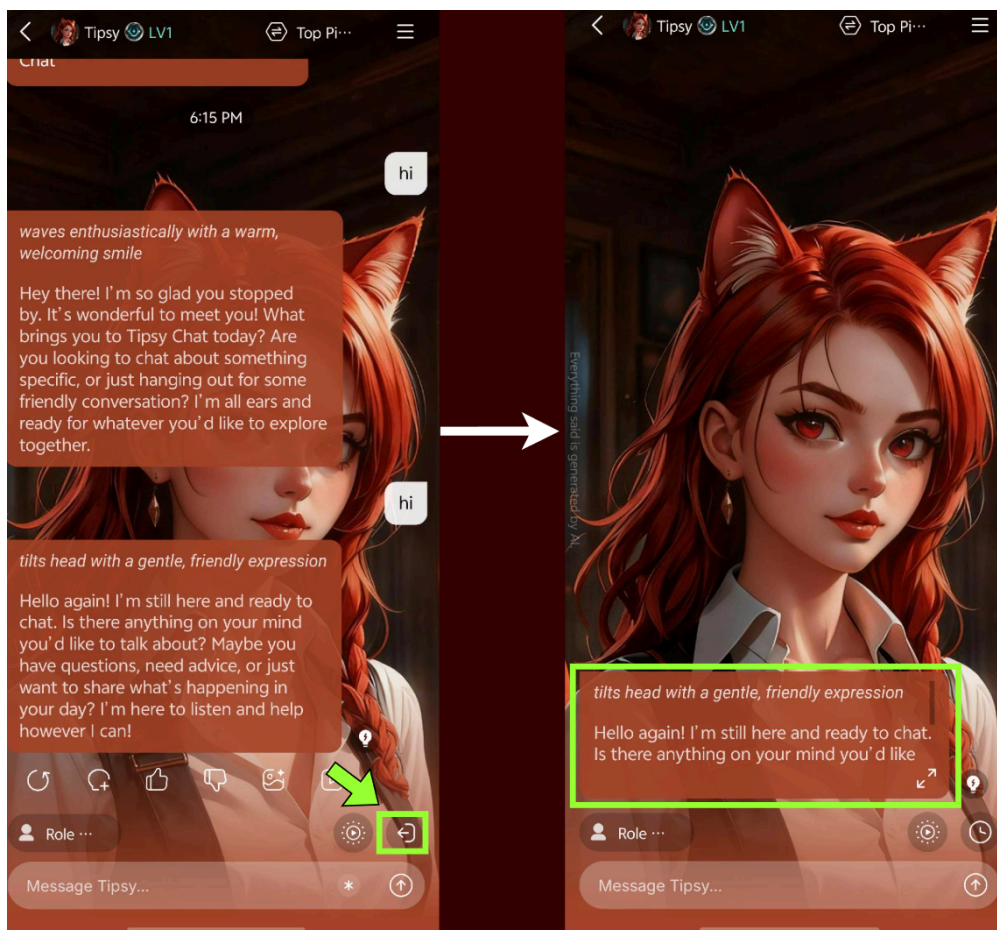 Tipsy LV1
Top Pi···
Chat
6:15 PM
hi
waves enthusiastically with a warm,
welcoming smile
Hey there! I'm so glad you stopped
by. It's wonderful to meet you! What
brings you to Tipsy Chat today? Are
you looking to chat about something
specific, or just hanging out for some
friendly conversation? I'm all ears and
ready for whatever you'd like to explore
together.
hi
tilts head with a gentle, friendly expression
Hello again! I'm still here and ready to
chat. Is there anything on your mind
you'd like to talk about? Maybe you
have questions, need advice, or just
want to share what's happening in
your day? I'm here to listen and help
however I can!
Role ···
Message Tipsy...
Tipsy LV1
Top Pi···
Everything said is generated by AI.
tilts head with a gentle, friendly expression
Hello again! I'm still here and ready to chat.
Is there anything on your mind you'd like
Role ···
Message Tipsy...